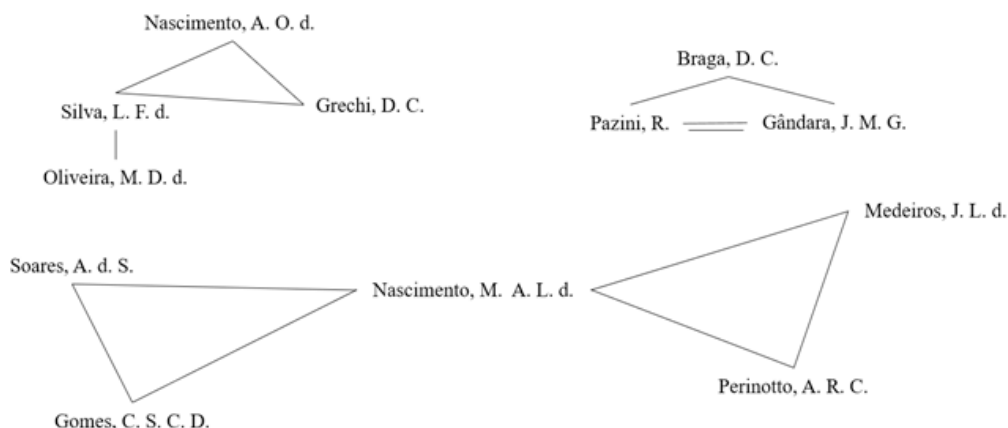 Nascimento, A. O. d.
Silva, L. F. d.
Grechi, D. C.
Oliveira, M. D. d.
Braga, D. C.
Pazini, R.
Gândara, J. M. G.
Medeiros, J. L. d.
Soares, A. d. S.
Nascimento, M. A. L. d.
Perinotto, A. R. C.
Gomes, C. S. C. D.